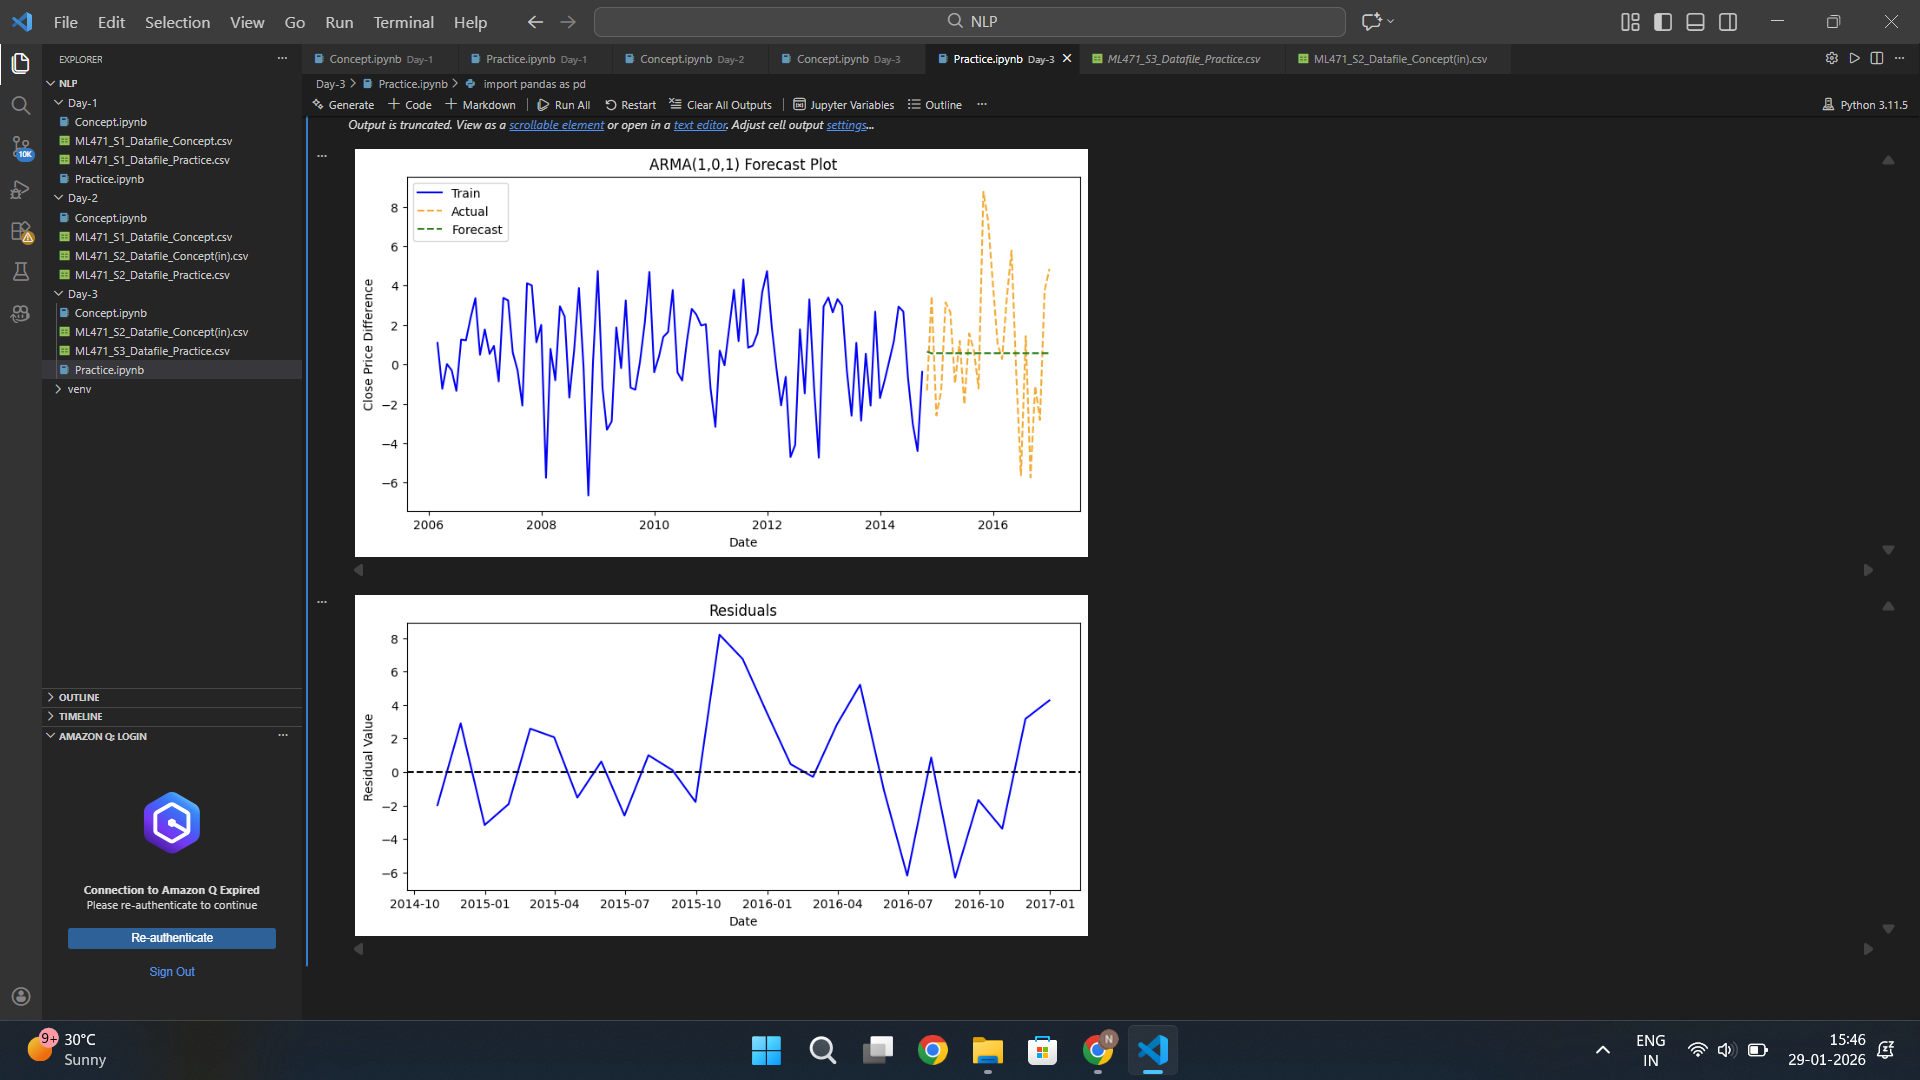 File Edit Selection View Go Run Terminal Help
NLP
EXPLORER
Concept.ipynb Day-1
Practice.ipynb Day-1
Concept.ipynb Day-2
Concept.ipynb Day-3
Practice.ipynb Day-3
ML471_S3_Datafile_Practice.csv
ML471_S2_Datafile_Concept(in).csv
NLP
Day-1
Concept.ipynb
ML471_S1_Datafile_Concept.csv
ML471_S1_Datafile_Practice.csv
Practice.ipynb
Day-2
Concept.ipynb
ML471_S1_Datafile_Concept.csv
ML471_S2_Datafile_Concept(in).csv
ML471_S2_Datafile_Practice.csv
Day-3
Concept.ipynb
ML471_S2_Datafile_Concept(in).csv
ML471_S3_Datafile_Practice.csv
Practice.ipynb
venv
10K
OUTLINE
TIMELINE
AMAZON Q: LOGIN
Connection to Amazon Q Expired
Please re-authenticate to continue
Re-authenticate
Sign Out
Day-3 > Practice.ipynb > import pandas as pd
Generate + Code + Markdown Run All Restart Clear All Outputs Jupyter Variables Outline ...
Python 3.11.5
Output is truncated. View as a scrollable element or open in a text editor. Adjust cell output settings...
ARMA(1,0,1) Forecast Plot
Train
Actual
Forecast
Close Price Difference
8
6
4
2
0
−2
−4
−6
2006 2008 2010 2012 2014 2016
Date
Residuals
Residual Value
8
6
4
2
0
−2
−4
−6
2014-10 2015-01 2015-04 2015-07 2015-10 2016-01 2016-04 2016-07 2016-10 2017-01
Date
9+
30°C
Sunny
N
ENG
IN
15:46
29-01-2026